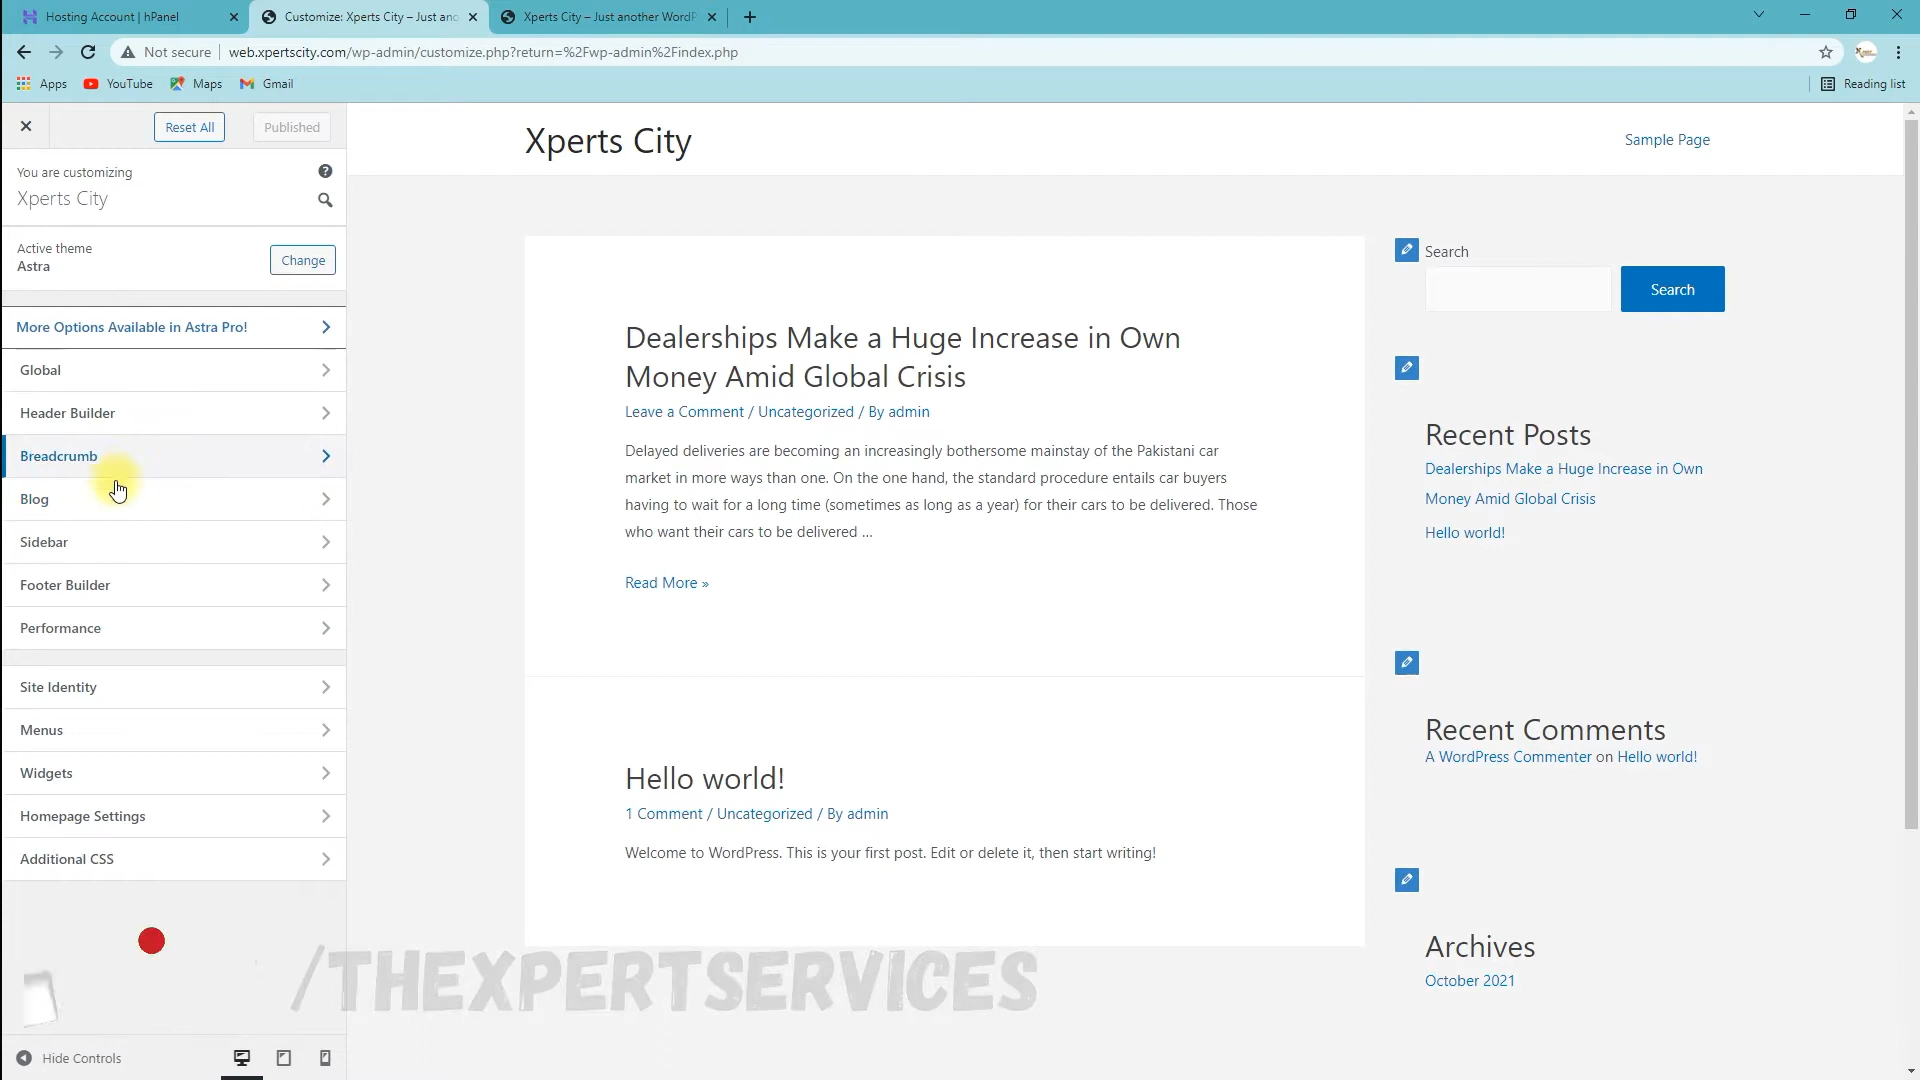 Hosting Account | hPanel
Customize: Xperts City – Just ano
Xperts City – Just another WordP
Not secure
web.xpertscity.com/wp-admin/customize.php?return=%2Fwp-admin%2Findex.php
Apps
YouTube
Maps
Gmail
Reading list
Reset All
Published
You are customizing
Xperts City
Active theme
Astra
Change
More Options Available in Astra Pro!
Global
Header Builder
Breadcrumb
Blog
Sidebar
Footer Builder
Performance
Site Identity
Menus
Widgets
Homepage Settings
Additional CSS
Hide Controls
Xperts City
Sample Page
Dealerships Make a Huge Increase in Own
Money Amid Global Crisis
Leave a Comment / Uncategorized / By admin
Delayed deliveries are becoming an increasingly bothersome mainstay of the Pakistani car
market in more ways than one. On the one hand, the standard procedure entails car buyers
having to wait for a long time (sometimes as long as a year) for their cars to be delivered. Those
who want their cars to be delivered …
Read More »
Hello world!
1 Comment / Uncategorized / By admin
Welcome to WordPress. This is your first post. Edit or delete it, then start writing!
Search
Search
Recent Posts
Dealerships Make a Huge Increase in Own
Money Amid Global Crisis
Hello world!
Recent Comments
A WordPress Commenter on Hello world!
Archives
October 2021
/THEXPERTSERVICES